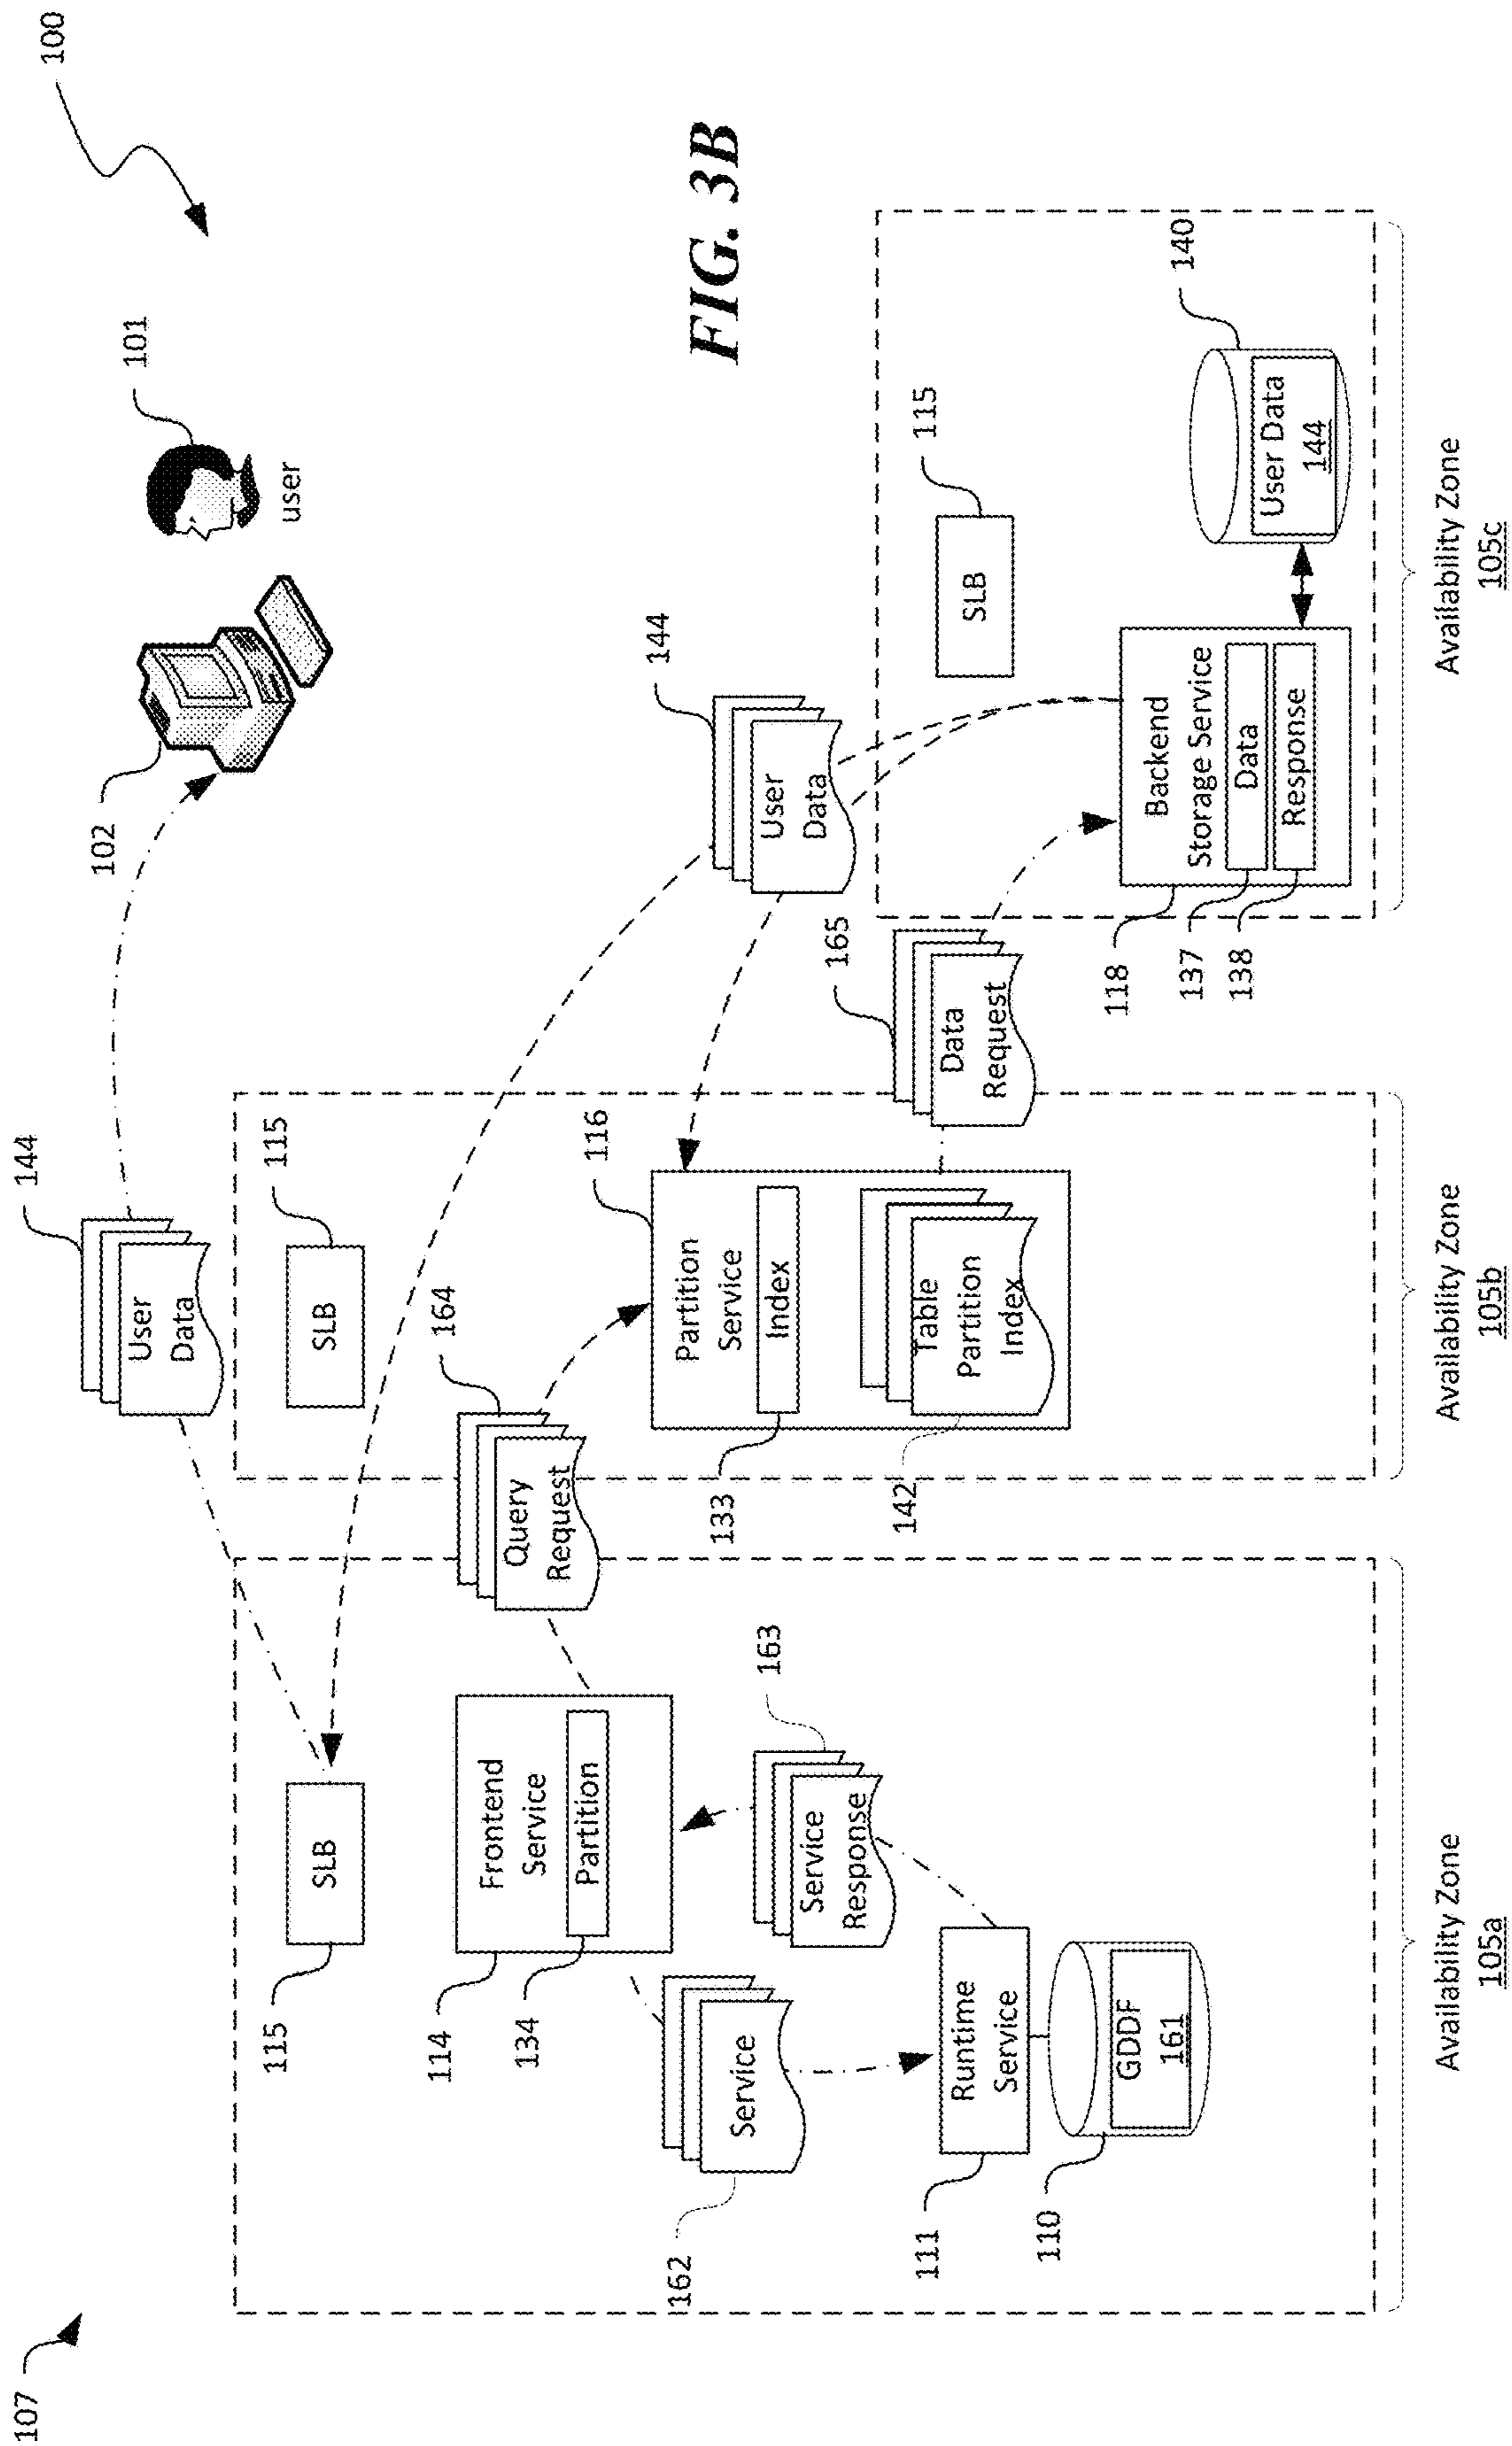 107
100
144
User
Data
102
101
user
FIG. 3B
115
SLB
114
Frontend
Service
134
Partition
162
Service
163
Service
Response
111
Runtime
Service
110
GDDF
161
Availability Zone
105a
164
Query
Request
115
SLB
116
Partition
Service
133
Index
142
Table
Partition
Index
Availability Zone
105b
144
User
Data
165
Data
Request
115
SLB
118
Backend
Storage Service
137
Data
138
Response
140
User Data
144
Availability Zone
105c